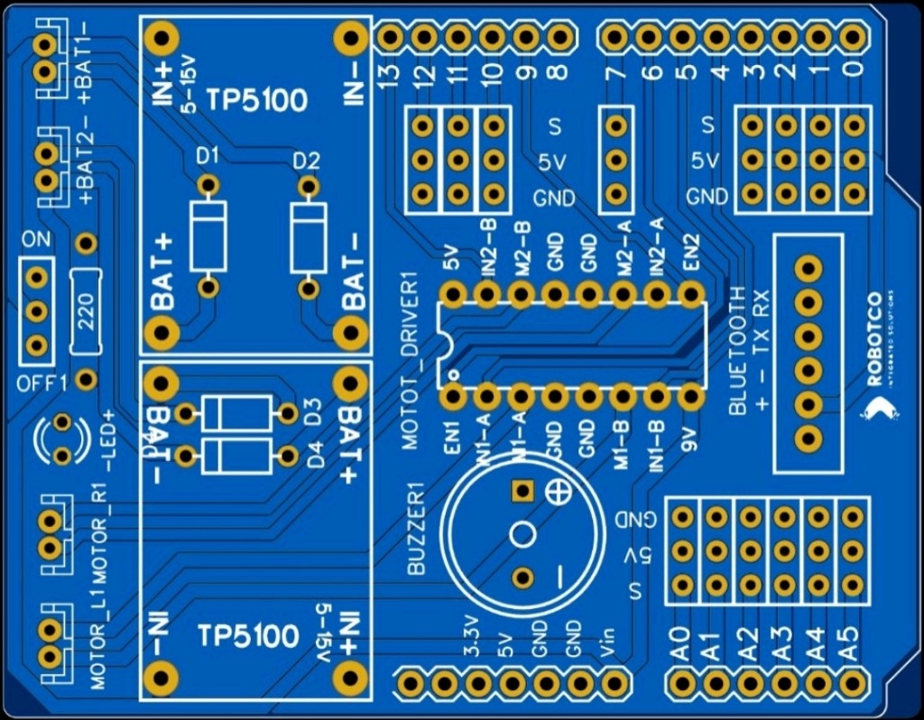 +BAT1-
+BAT2-
ON
220
OFF1
-LED+
MOTOR_R1
MOTOR_L1
IN+
5-15V
TP5100
IN-
D1
D2
BAT+
BAT-
BAT-
BAT+
D3
D4
IN-
TP5100
5-15V
IN+
13
12
11
10
9
8
7
6
5
4
3
2
1
0
S
5V
GND
S
5V
GND
5V
IN2-B
M2-B
GND
GND
M2-A
IN2-A
EN2
MOTOT_DRIVER1
EN1
GND
GND
M1-B
IN1-B
9V
BLUETOOTH
+ - TX RX
ROBOTCO
INTEGRATED SOLUTIONS
BUZZER1
3.3V
5V
GND
GND
Vin
GND
5V
S
A0
A1
A2
A3
A4
A5